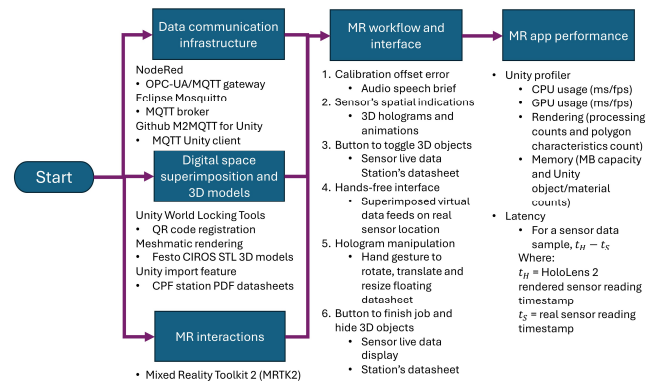 Start
Data communication
infrastructure
NodeRed
• OPC-UA/MQTT gateway
Eclipse Mosquitto
• MQTT broker
Github M2MQTT for Unity
• MQTT Unity client
Digital space
superimposition and
3D models
Unity World Locking Tools
• QR code registration
Meshmatic rendering
• Festo CIROS STL 3D models
Unity import feature
• CPF station PDF datasheets
MR interactions
• Mixed Reality Toolkit 2 (MRTK2)
MR workflow and
interface
1. Calibration offset error
• Audio speech brief
2. Sensor's spatial indications
• 3D holograms and
animations
3. Button to toggle 3D objects
• Sensor live data
Station's datasheet
4. Hands-free interface
• Superimposed virtual
data feeds on real
sensor location
5. Hologram manipulation
• Hand gesture to
rotate, translate and
resize floating
datasheet
6. Button to finish job and
hide 3D objects
• Sensor live data
display
• Station's datasheet
MR app performance
• Unity profiler
• CPU usage (ms/fps)
• GPU usage (ms/fps)
• Rendering (processing
counts and polygon
characteristics count)
• Memory (MB capacity
and Unity
object/material
counts)
• Latency
• For a sensor data
sample, t_H − t_S
Where:
t_H = HoloLens 2
rendered sensor reading
timestamp
t_S = real sensor reading
timestamp